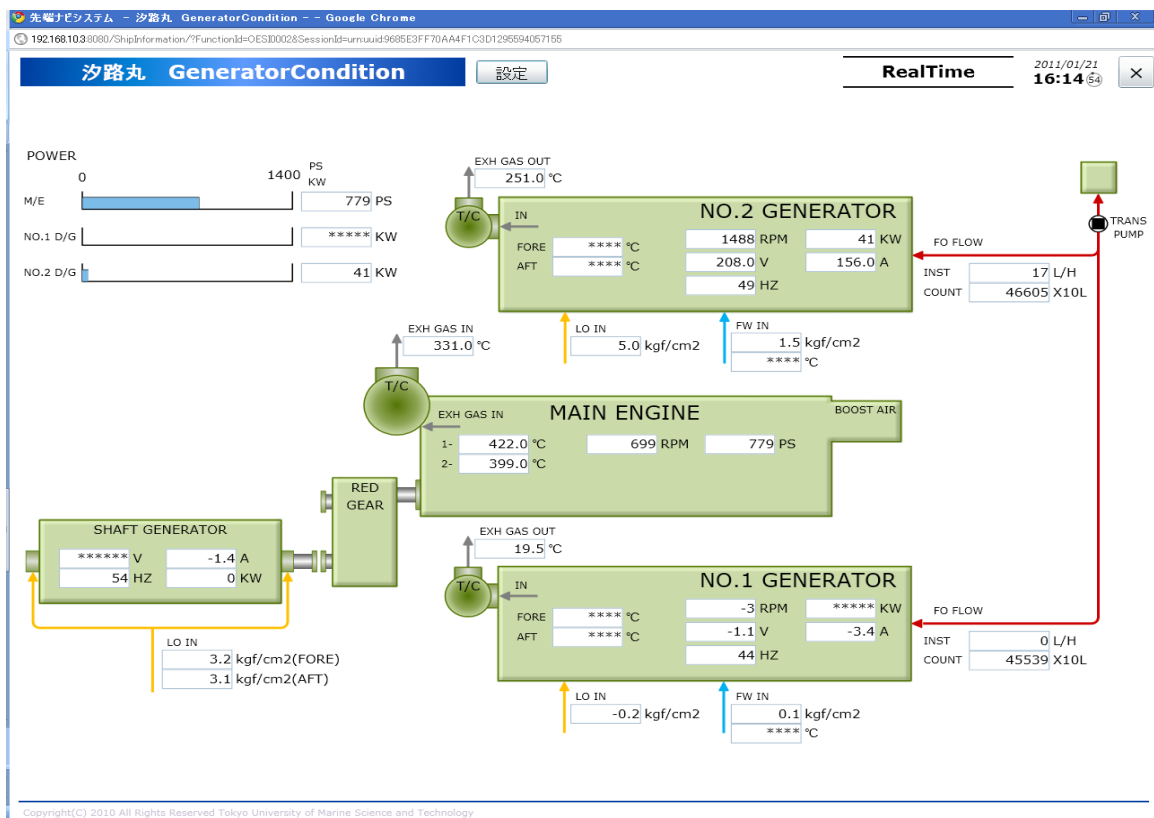 先端ナビシステム - 汐路丸 GeneratorCondition - - Google Chrome
192.168.10.3:8080/ShipInformation/?FunctionId=OESI0002&SessionId=urn:uuid:9685E3FF70AA4F1C3D1295594057155
汐路丸 GeneratorCondition 設定 RealTime 2011/01/21
16:14 54 ×
POWER
0 1400 PS
KW
M/E 779 PS
NO.1 D/G ***** KW
NO.2 D/G 41 KW
EXH GAS OUT
251.0 ℃
T/C IN NO.2 GENERATOR
1488 RPM 41 KW
FORE **** ℃
AFT **** ℃
208.0 V 156.0 A
49 HZ
TRANS
PUMP
FO FLOW
INST 17 L/H
COUNT 46605 X10L
LO IN
5.0 kgf/cm2
FW IN
1.5 kgf/cm2
**** ℃
EXH GAS IN
331.0 ℃
T/C
EXH GAS IN MAIN ENGINE BOOST AIR
1- 422.0 ℃ 699 RPM 779 PS
2- 399.0 ℃
RED
GEAR
SHAFT GENERATOR
****** V -1.4 A
54 HZ 0 KW
LO IN
3.2 kgf/cm2(FORE)
3.1 kgf/cm2(AFT)
EXH GAS OUT
19.5 ℃
T/C IN NO.1 GENERATOR
-3 RPM ***** KW
FORE **** ℃
AFT **** ℃
-1.1 V -3.4 A
44 HZ
FO FLOW
INST 0 L/H
COUNT 45539 X10L
LO IN
-0.2 kgf/cm2
FW IN
0.1 kgf/cm2
**** ℃
Copyright(C) 2010 All Rights Reserved Tokyo University of Marine Science and Technology